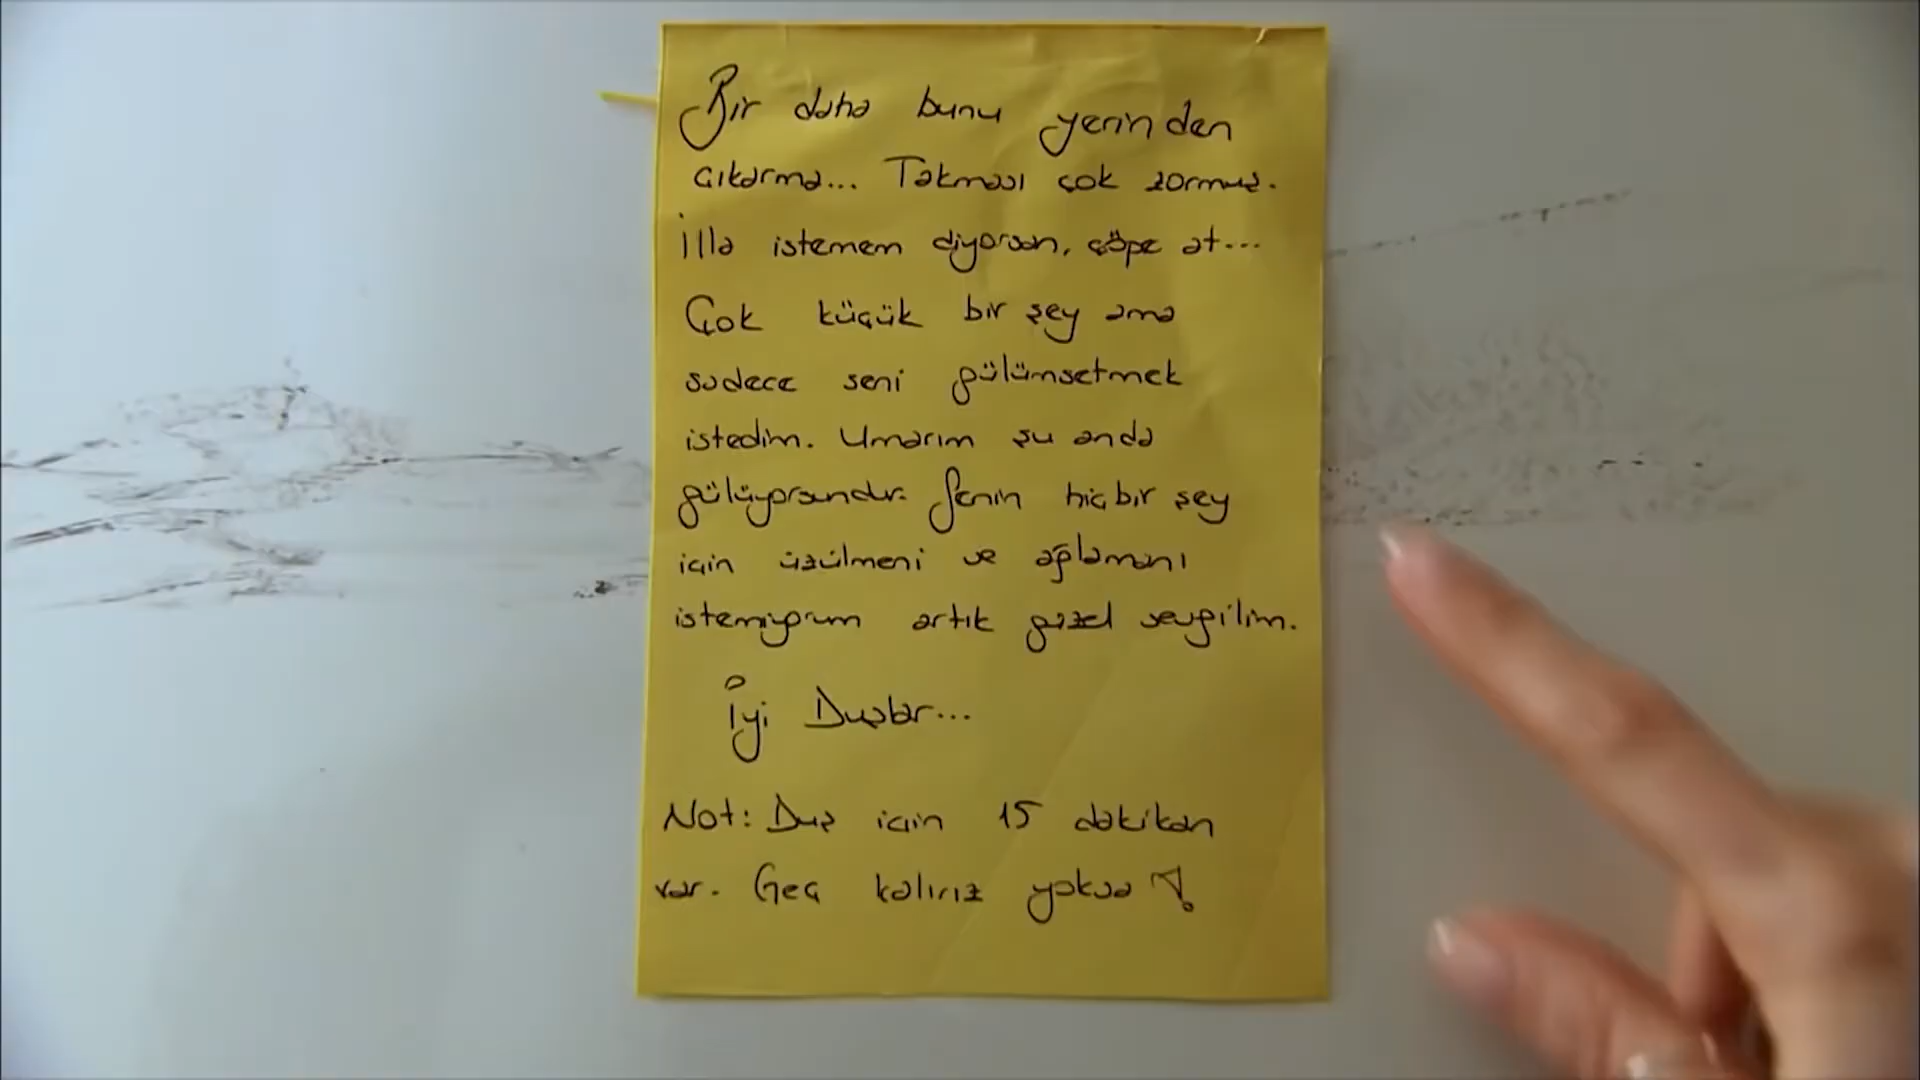 Bir daha bunu yerinden
çıkarma... Takması çok zormuş.
İlla istemem diyorsan, çöpe at...
Çok küçük bir şey ama
sadece seni gülümsetmek
istedim. Umarım şu anda
gülüyorsundur. Senin hiçbir şey
için üzülmeni ve ağlamanı
istemiyorum artık güzel sevgilim.
İyi Duşlar...
Not: Duş için 15 dakikan
var. Geç kalırız yoksa !